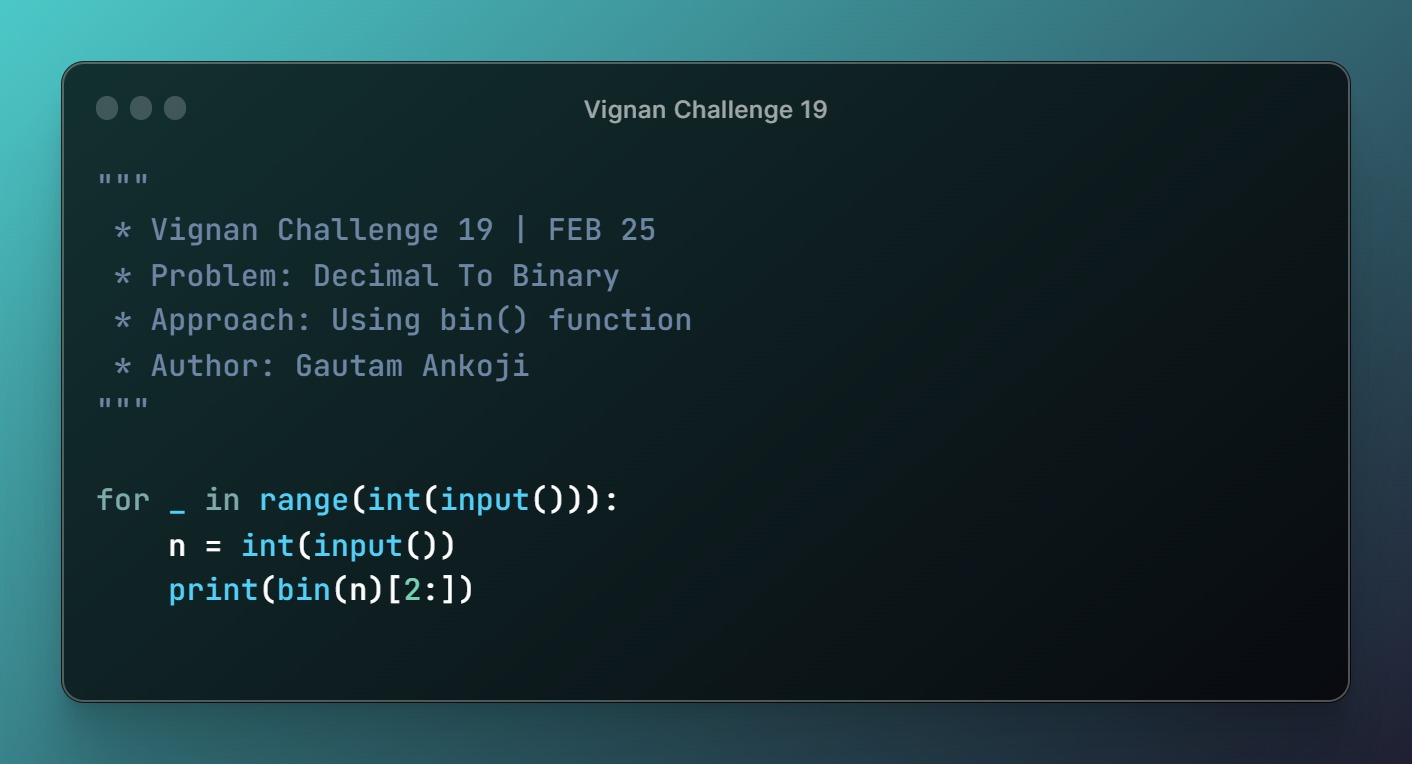 Vignan Challenge 19
"""
 * Vignan Challenge 19 | FEB 25
 * Problem: Decimal To Binary
 * Approach: Using bin() function
 * Author: Gautam Ankoji
"""
for _ in range(int(input())):
    n = int(input())
    print(bin(n)[2:])